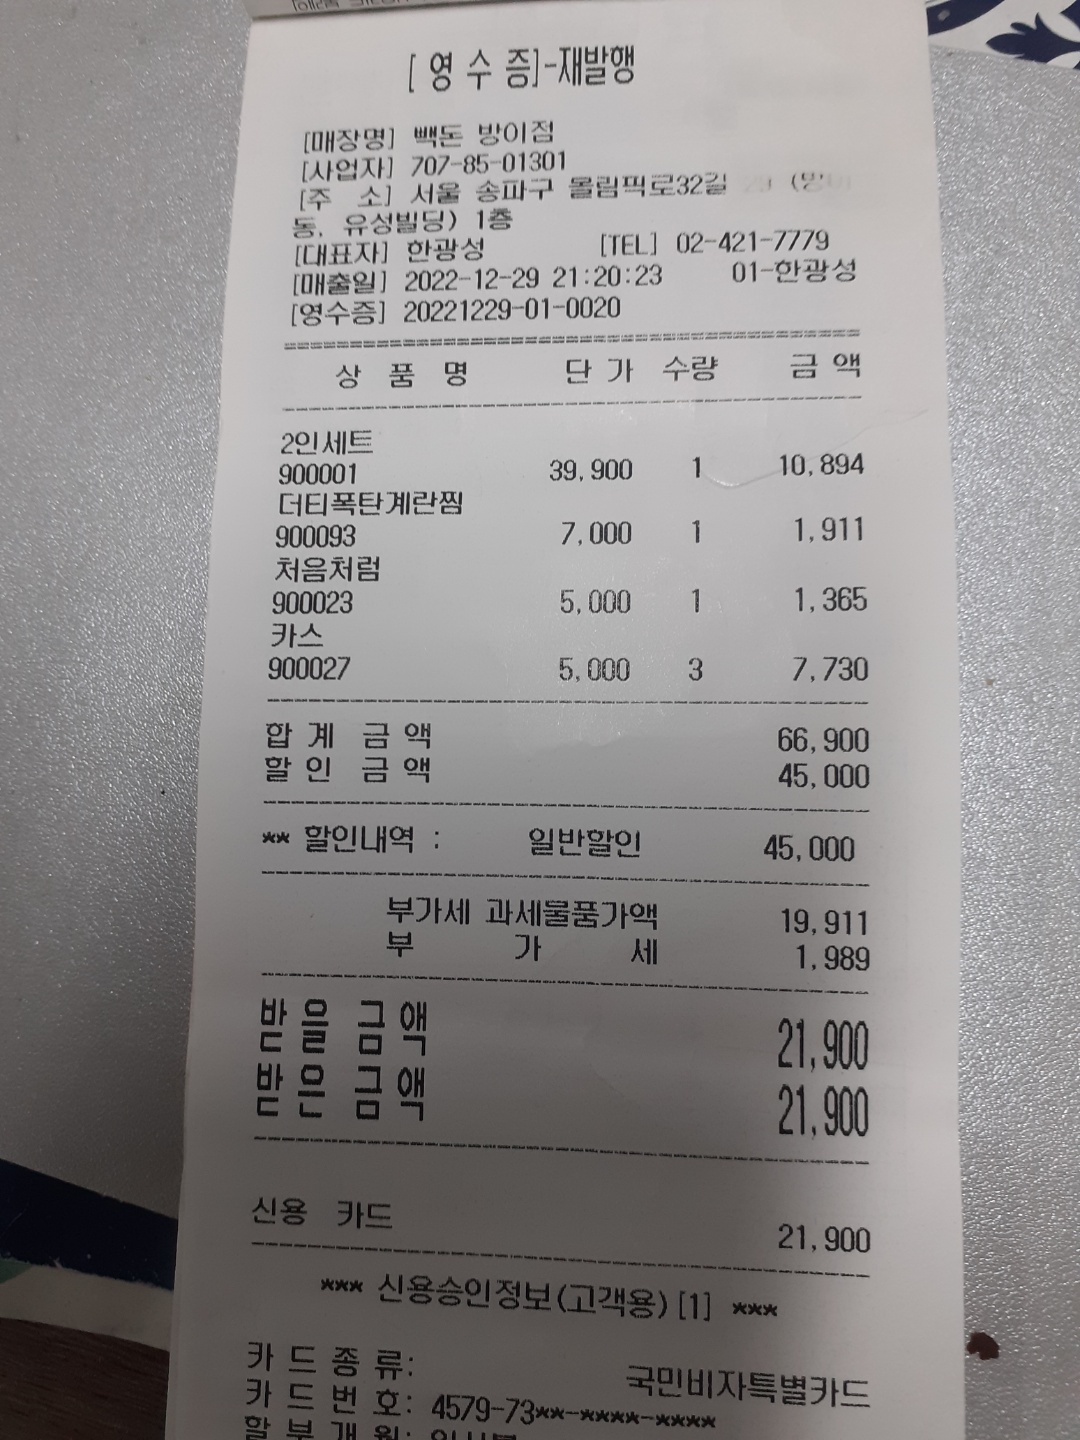 [ 영 수 증]-재발행
[매장명] 빽돈 방이점
[사업자] 707-85-01301
[주 소] 서울 송파구 올림픽로32길
동, 유성빌딩) 1층
[대표자] 한광성 [TEL] 02-421-7779
[매출일] 2022-12-29 21:20:23 01-한광성
[영수증] 20221229-01-0020
상 품 명 단 가 수량 금 액
2인세트
900001 39,900 1 10,894
더티폭탄계란찜
900093 7,000 1 1,911
처음처럼
900023 5,000 1 1,365
카스
900027 5,000 3 7,730
합 계 금 액 66,900
할 인 금 액 45,000
** 할인내역 : 일반할인 45,000
부가세 과세물품가액 19,911
부 가 세 1,989
받 을 금 액 21,900
받 은 금 액 21,900
신용 카드 21,900
*** 신용승인정보(고객용)[1] ***
카 드 종 류: 국민비자특별카드
카 드 번 호: 4579-73**-****-****
할 부 개 월: